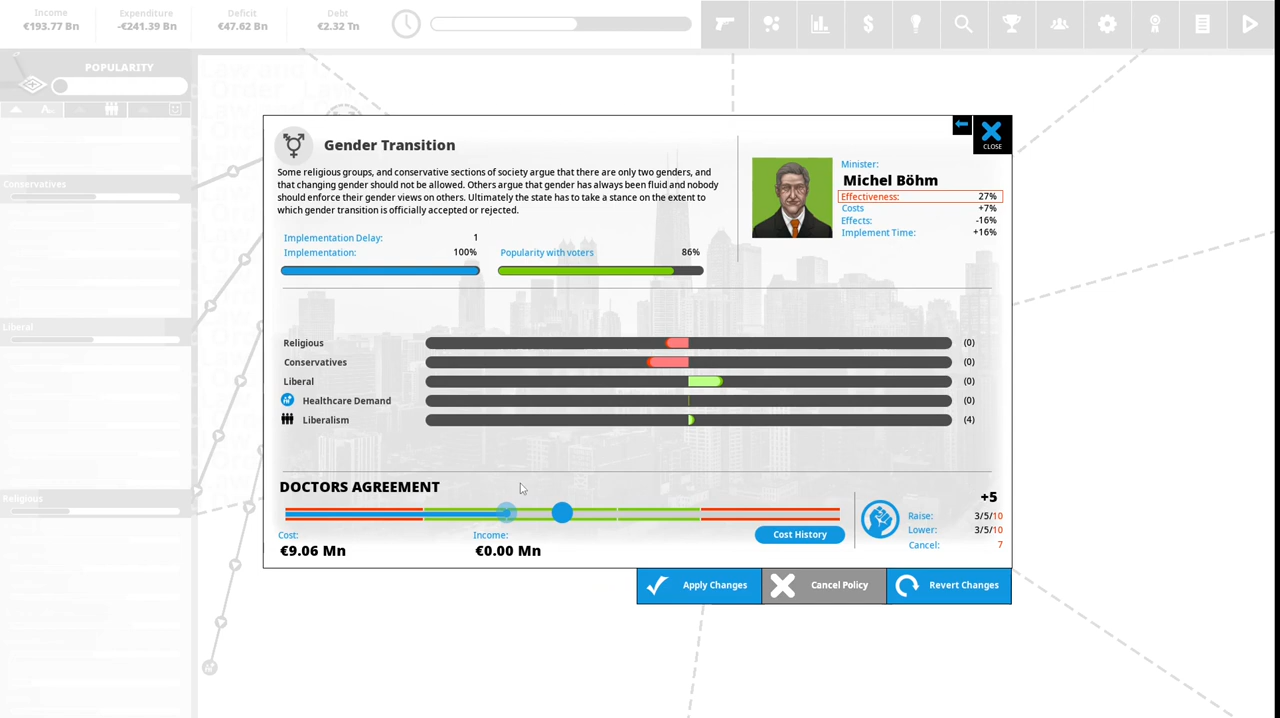 Income
€193.77 Bn
Expenditure
-€241.39 Bn
Deficit
€47.62 Bn
Debt
€2.32 Tn
POPULARITY
Law and
Order Law
Conservatives
Liberal
Religious
Gender Transition
Some religious groups, and conservative sections of society argue that there are only two genders, and
that changing gender should not be allowed. Others argue that gender has always been fluid and nobody
should enforce their gender views on others. Ultimately the state has to take a stance on the extent to
which gender transition is officially accepted or rejected.
Implementation Delay: 1
Implementation: 100%
Popularity with voters 86%
CLOSE
Minister:
Michel Böhm
Effectiveness: 27%
Costs +7%
Effects: -16%
Implement Time: +16%
Religious (0)
Conservatives (0)
Liberal (0)
Healthcare Demand (0)
Liberalism (4)
DOCTORS AGREEMENT
Cost:
€9.06 Mn
Income:
€0.00 Mn
Cost History
+5
Raise: 3/5/10
Lower: 3/5/10
Cancel: 7
Apply Changes
Cancel Policy
Revert Changes